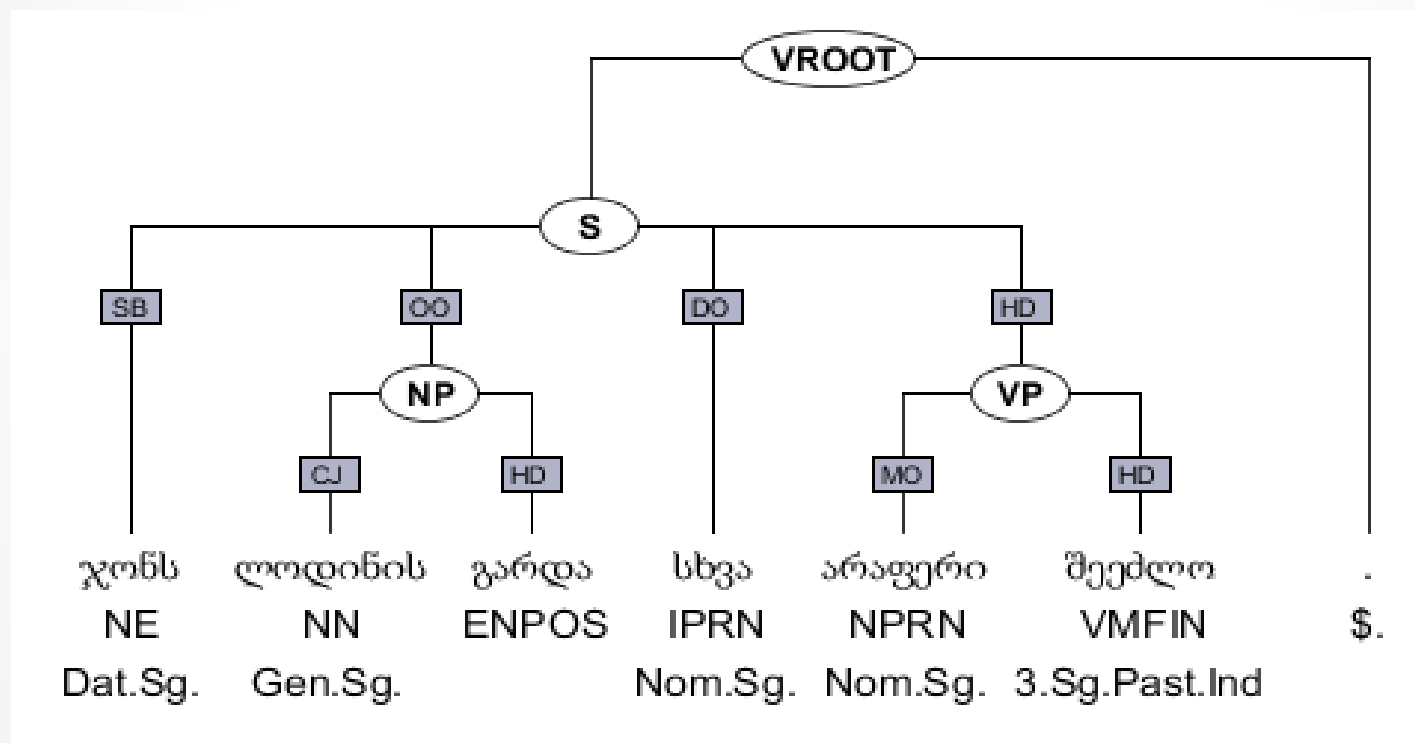 VROOT
S
SB OO DO HD
NP VP
CJ HD MO HD
ჯონს ლოდინის გარდა სხვა არაფერი შეეძლო .
NE NN ENPOS IPRN NPRN VMFIN $.
Dat.Sg. Gen.Sg. Nom.Sg. Nom.Sg. 3.Sg.Past.Ind